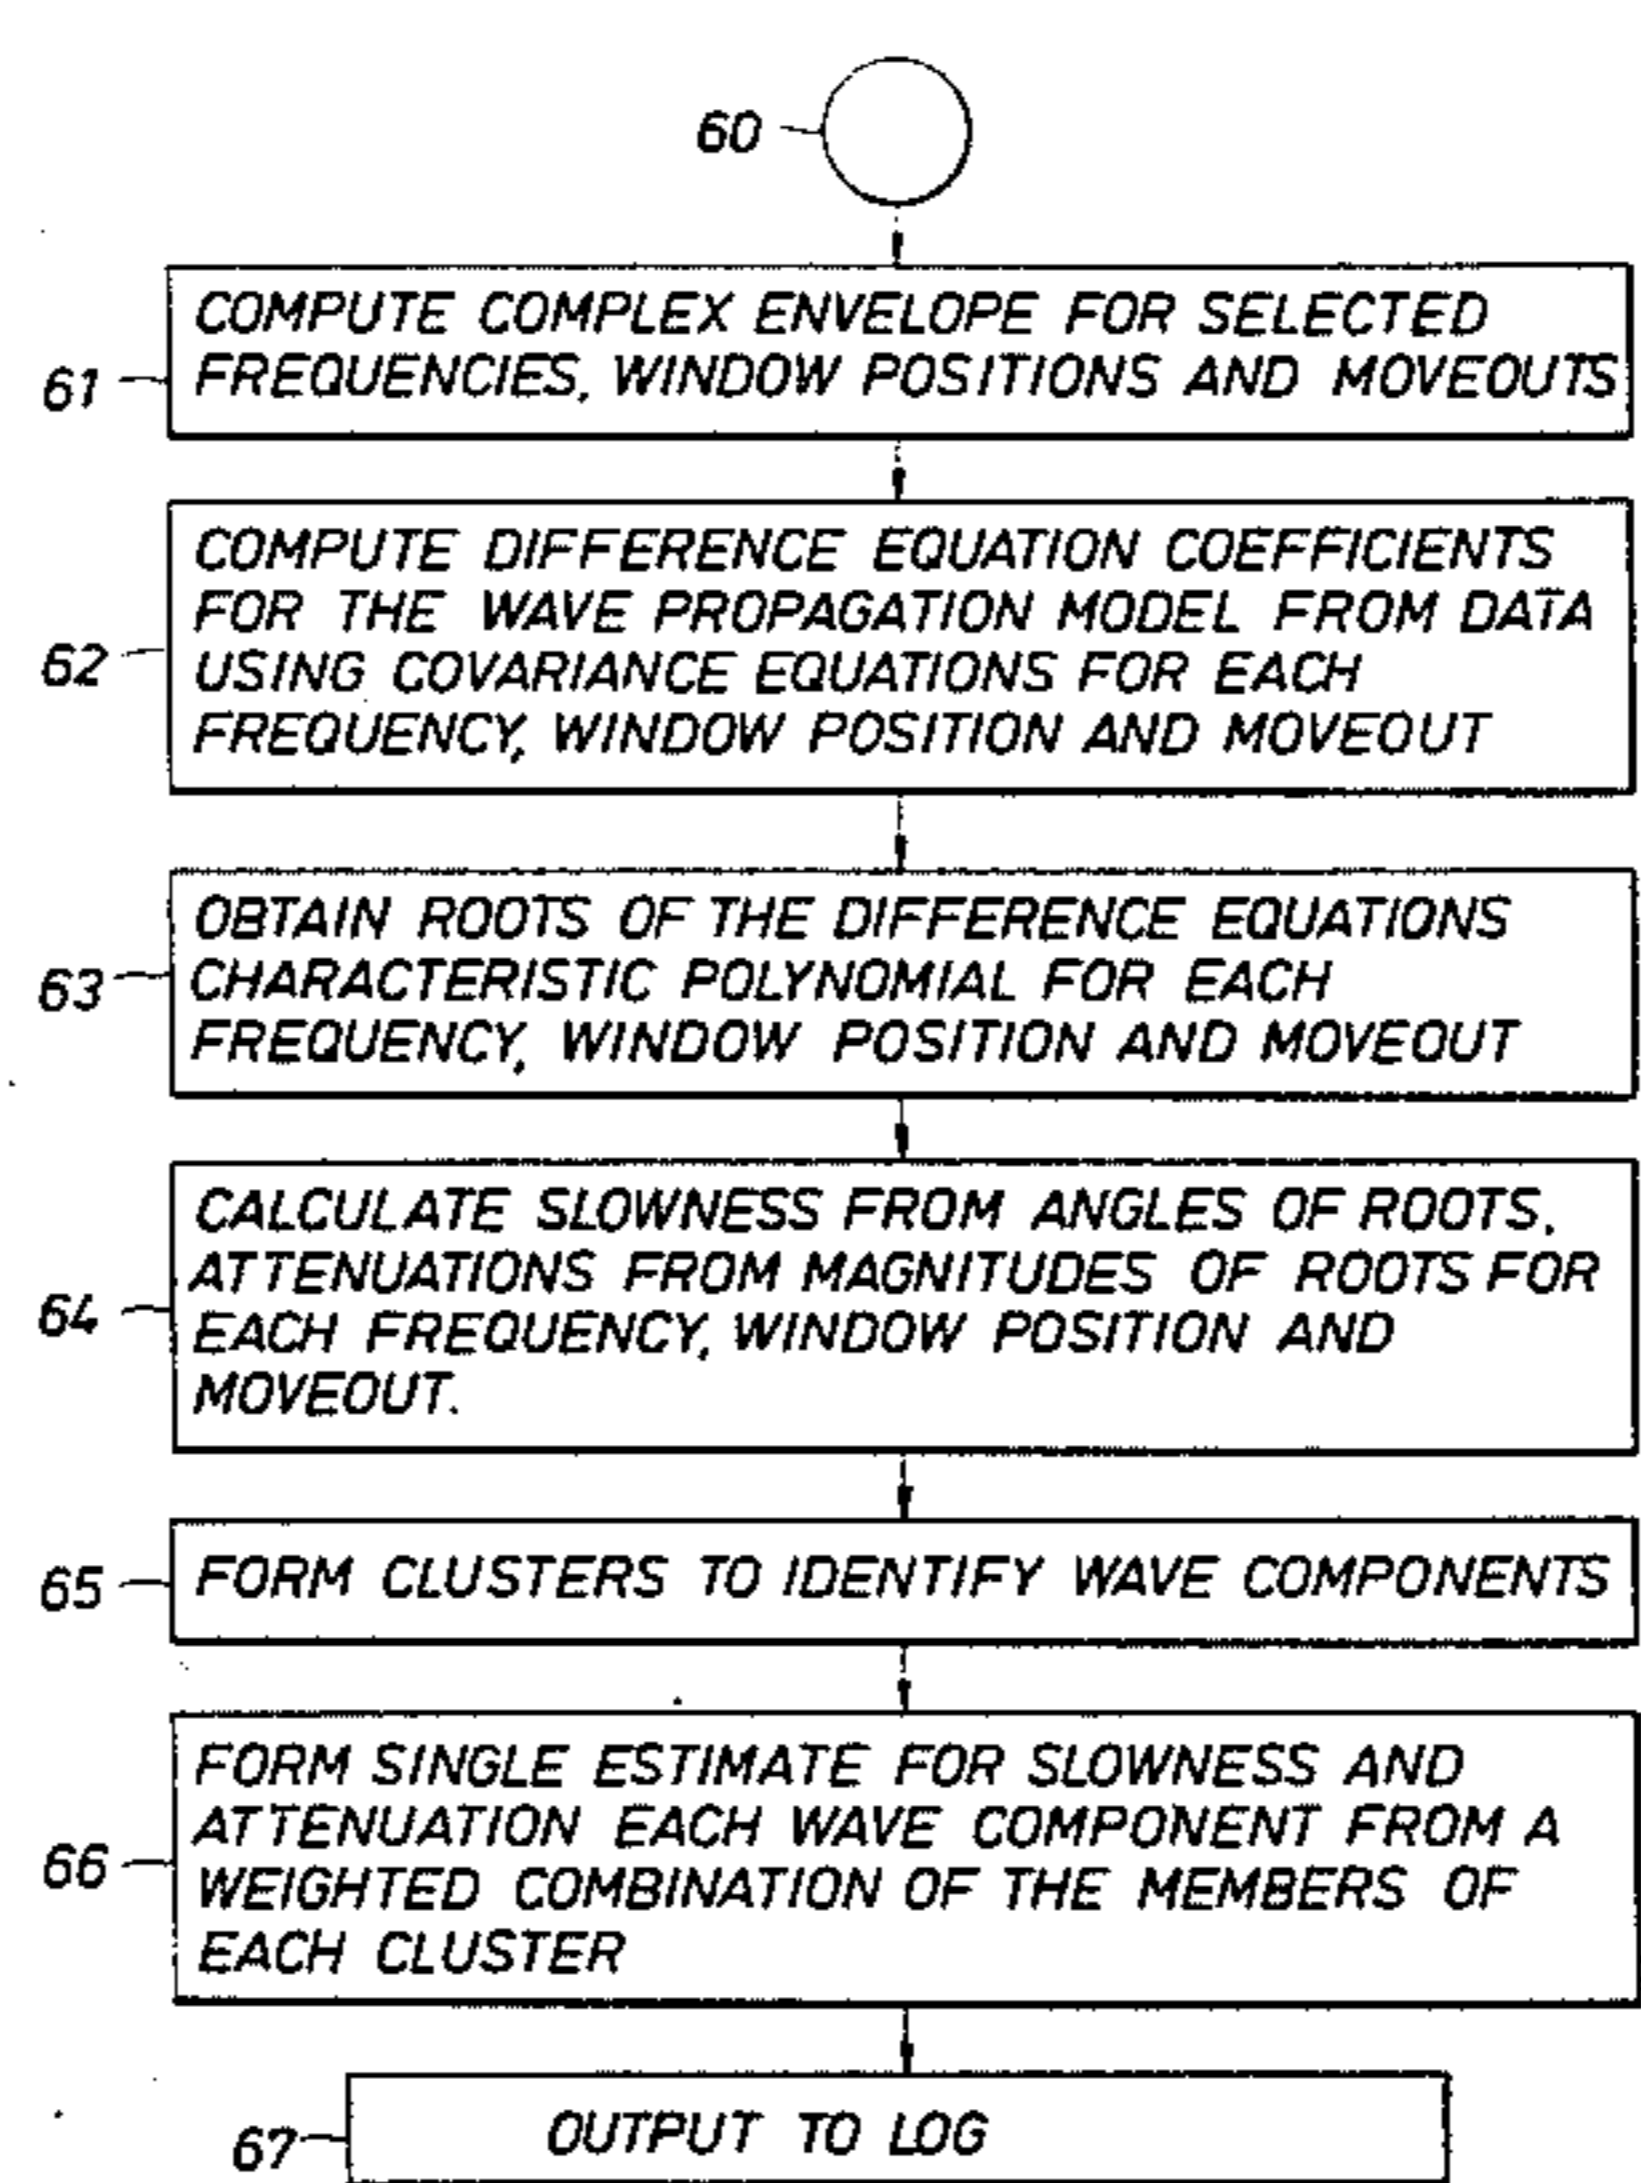 60
COMPUTE COMPLEX ENVELOPE FOR SELECTED
FREQUENCIES, WINDOW POSITIONS AND MOVEOUTS
61
COMPUTE DIFFERENCE EQUATION COEFFICIENTS
FOR THE WAVE PROPAGATION MODEL FROM DATA
USING COVARIANCE EQUATIONS FOR EACH
FREQUENCY, WINDOW POSITION AND MOVEOUT
62
OBTAIN ROOTS OF THE DIFFERENCE EQUATIONS
CHARACTERISTIC POLYNOMIAL FOR EACH
FREQUENCY, WINDOW POSITION AND MOVEOUT
63
CALCULATE SLOWNESS FROM ANGLES OF ROOTS.
ATTENUATIONS FROM MAGNITUDES OF ROOTS FOR
EACH FREQUENCY, WINDOW POSITION AND
MOVEOUT.
64
FORM CLUSTERS TO IDENTIFY WAVE COMPONENTS
65
FORM SINGLE ESTIMATE FOR SLOWNESS AND
ATTENUATION EACH WAVE COMPONENT FROM A
WEIGHTED COMBINATION OF THE MEMBERS OF
EACH CLUSTER
66
OUTPUT TO LOG
67